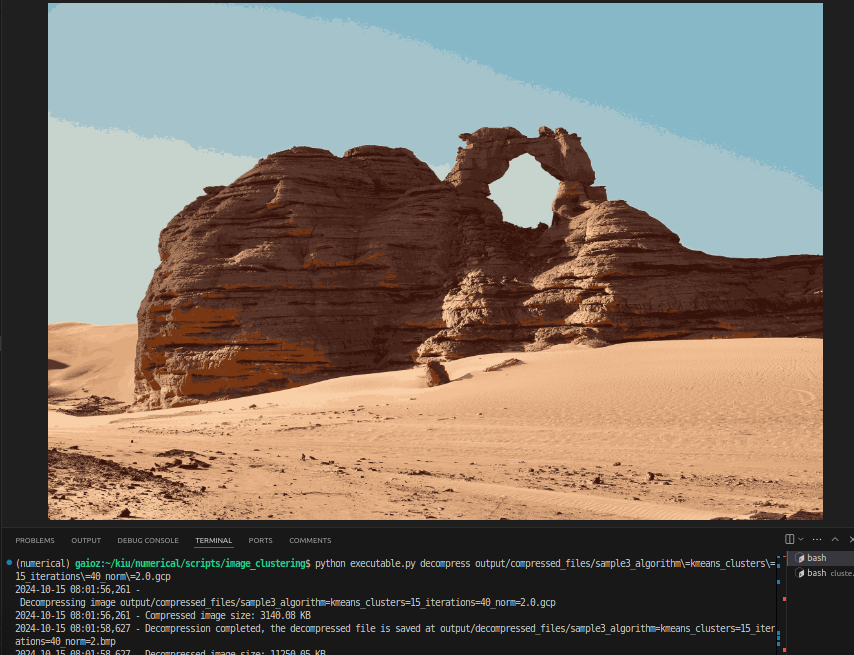 PROBLEMS OUTPUT DEBUG CONSOLE TERMINAL PORTS COMMENTS
(numerical) gaioz:~/kiu/numerical/scripts/image_clustering$ python executable.py decompress output/compressed_files/sample3_algorithm\=kmeans_clusters\=
15_iterations\=40_norm\=2.0.gcp
2024-10-15 08:01:56,261 -
Decompressing image output/compressed_files/sample3_algorithm=kmeans_clusters=15_iterations=40_norm=2.0.gcp
2024-10-15 08:01:56,261 - Compressed image size: 3140.08 KB
2024-10-15 08:01:58,627 - Decompression completed, the decompressed file is saved at output/decompressed_files/sample3_algorithm=kmeans_clusters=15_iter
ations=40_norm=2.bmp
2024-10-15 08:01:58,627 - Decompressed image size: 11250.05 KB
bash
bash cluste...